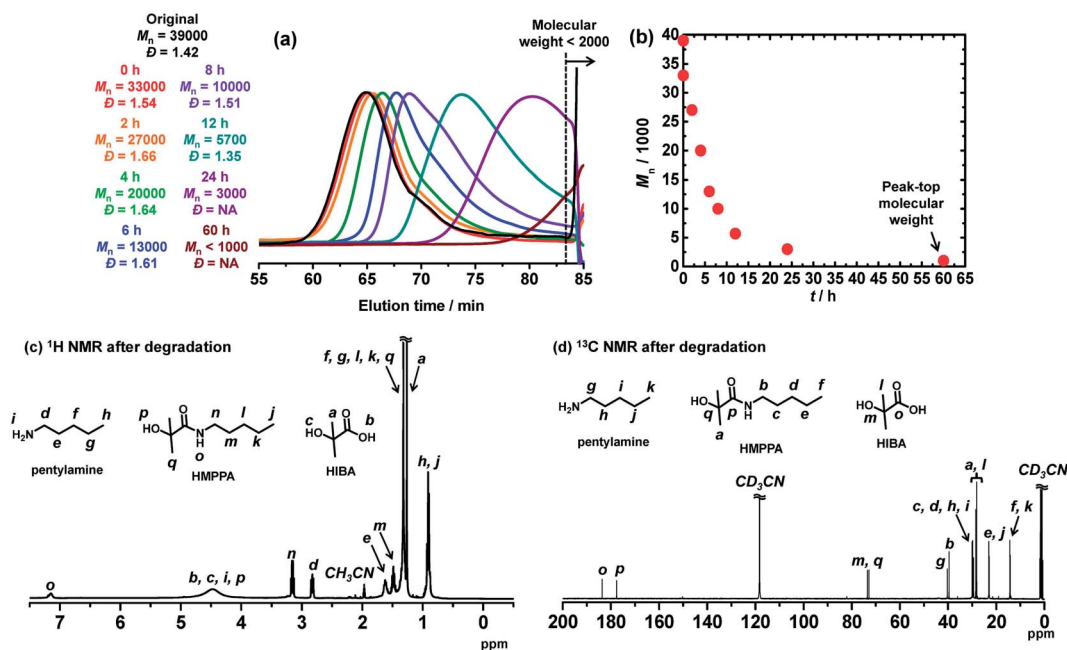 Original
Mn = 39000
Đ = 1.42
0 h
Mn = 33000
Đ = 1.54
2 h
Mn = 27000
Đ = 1.66
4 h
Mn = 20000
Đ = 1.64
6 h
Mn = 13000
Đ = 1.61
8 h
Mn = 10000
Đ = 1.51
12 h
Mn = 5700
Đ = 1.35
24 h
Mn = 3000
Đ = NA
60 h
Mn < 1000
Đ = NA
(a)
Molecular
weight < 2000
55 60 65 70 75 80 85
Elution time / min
(b)
Mn / 1000
40
35
30
25
20
15
10
5
0
Peak-top
molecular
weight
0 5 10 15 20 25 30 35 40 45 50 55 60 65
t / h
(c) ¹H NMR after degradation
i d f h
H2N
e g
pentylamine
p O n l j
HO N
H
q o m k
HMPPA
c a O b
HO OH
HIBA
f, g, l, k, q
a
h, j
m
e
CH3CN
d
n
b, c, i, p
o
7 6 5 4 3 2 1 0
ppm
(d) ¹³C NMR after degradation
g i k
H2N
h j
pentylamine
O b d f
HO N
H
q p c e
a
HMPPA
l O
HO OH
m o
HIBA
CD3CN
a, l
CD3CN
c, d, h, i
f, k
e, j
b
g
m, q
o p
200 180 160 140 120 100 80 60 40 20 0
ppm